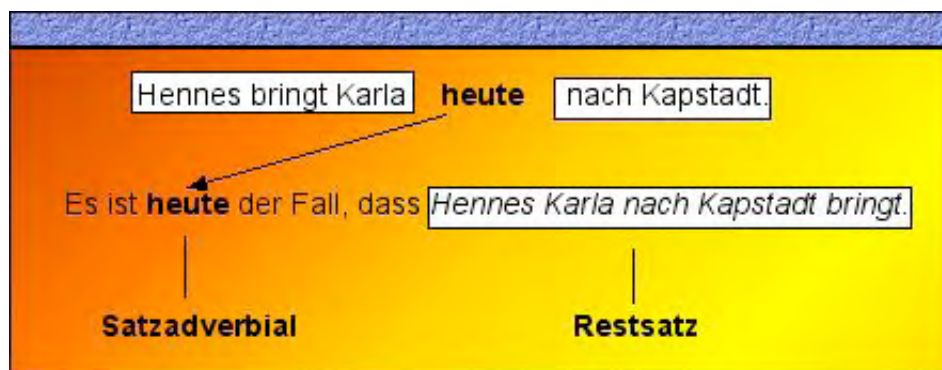 Hennes bringt Karla heute nach Kapstadt.
Es ist heute der Fall, dass Hennes Karla nach Kapstadt bringt.
Satzadverbial Restsatz